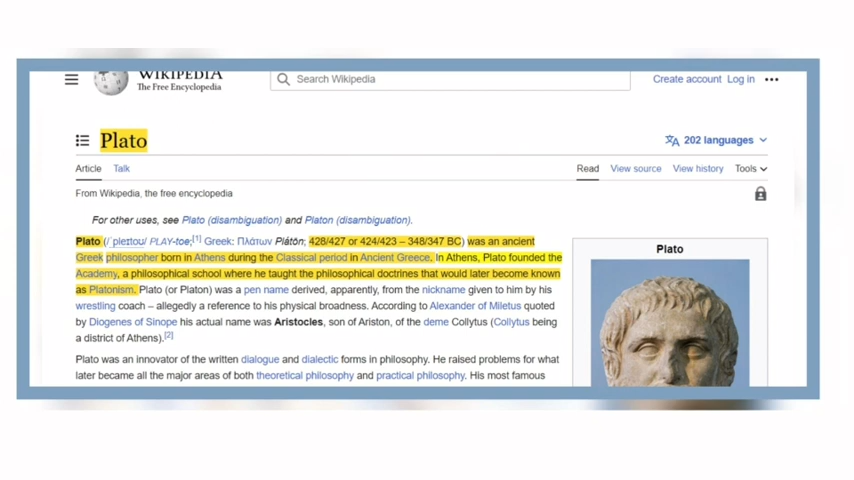 WIKIPEDIA
The Free Encyclopedia
Search Wikipedia
Create account Log in
Plato
202 languages
Article Talk
Read View source View history Tools
From Wikipedia, the free encyclopedia
For other uses, see Plato (disambiguation) and Platon (disambiguation).
Plato (/ˈpleɪtoʊ/ PLAY-toe;[1] Greek: Πλάτων Plátōn; 428/427 or 424/423 – 348/347 BC) was an ancient
Greek philosopher born in Athens during the Classical period in Ancient Greece. In Athens, Plato founded the
Academy, a philosophical school where he taught the philosophical doctrines that would later become known
as Platonism. Plato (or Platon) was a pen name derived, apparently, from the nickname given to him by his
wrestling coach – allegedly a reference to his physical broadness. According to Alexander of Miletus quoted
by Diogenes of Sinope his actual name was Aristocles, son of Ariston, of the deme Collytus (Collytus being
a district of Athens).[2]
Plato was an innovator of the written dialogue and dialectic forms in philosophy. He raised problems for what
later became all the major areas of both theoretical philosophy and practical philosophy. His most famous
Plato